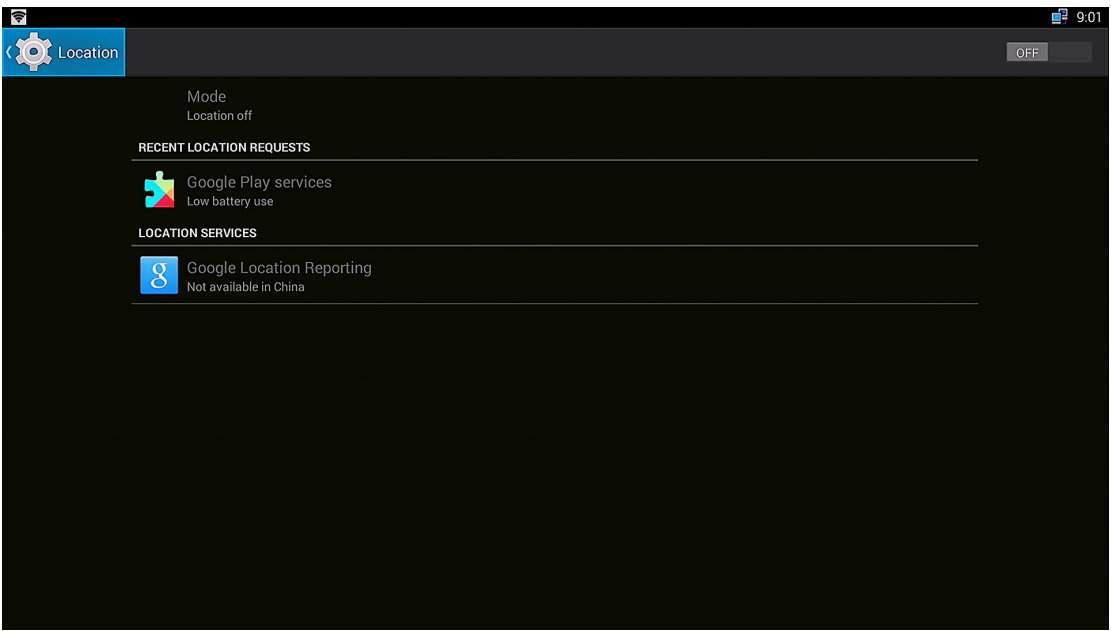 9:01
Location
OFF
Mode
Location off
RECENT LOCATION REQUESTS
Google Play services
Low battery use
LOCATION SERVICES
g
Google Location Reporting
Not available in China